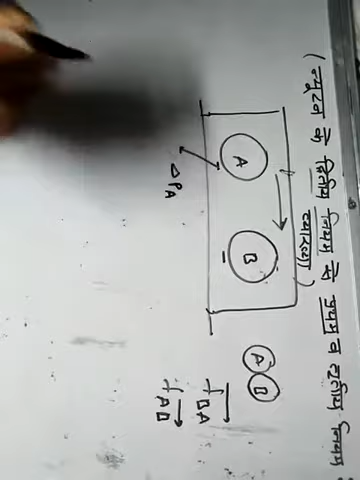 ( न्यूटन के द्वितीय नियम से प्रथम व तृतीय नियम
व्याख्या )
A
B
ΔPA
A B
fBA
fAB